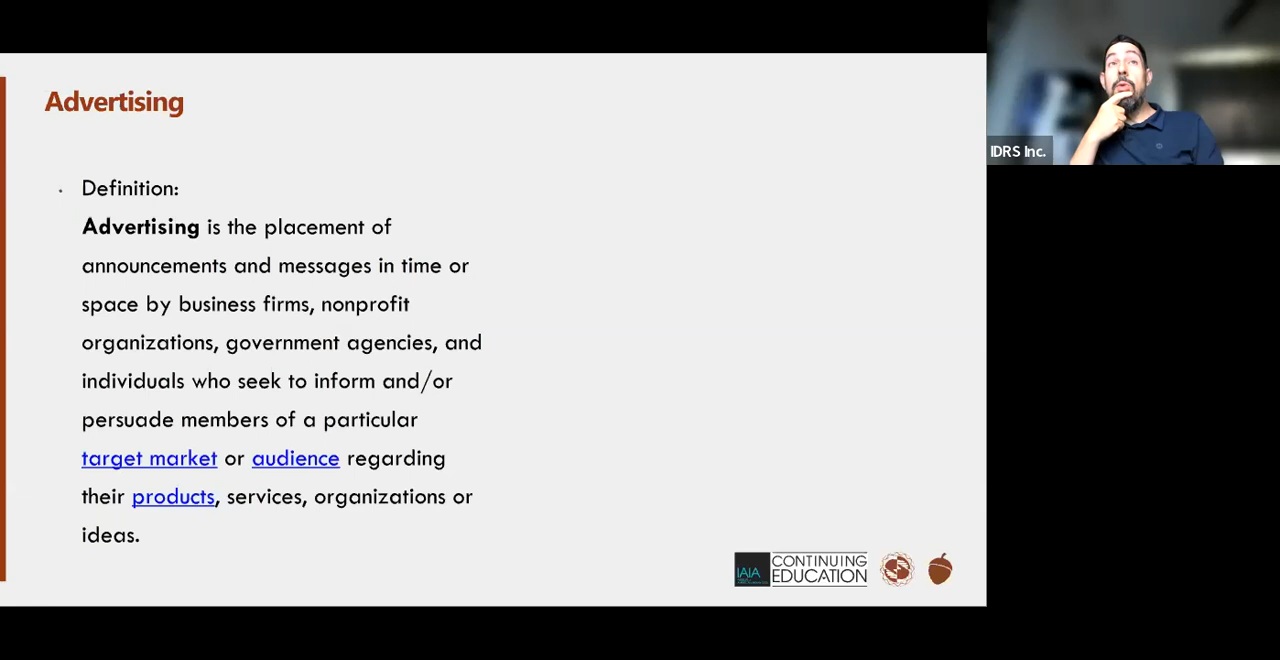 Advertising
IDRS Inc.
• Definition:
Advertising is the placement of
announcements and messages in time or
space by business firms, nonprofit
organizations, government agencies, and
individuals who seek to inform and/or
persuade members of a particular
target market or audience regarding
their products, services, organizations or
ideas.
IAIA
CONTINUING
EDUCATION